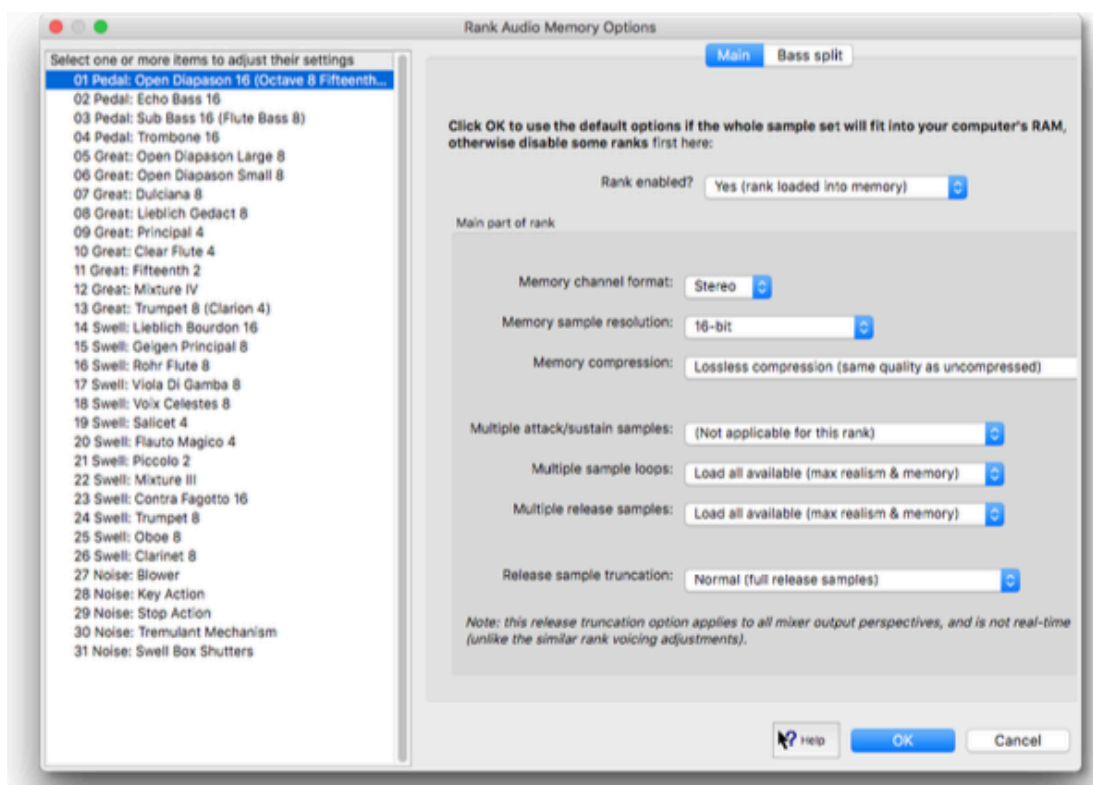 Rank Audio Memory Options
Select one or more items to adjust their settings
01 Pedal: Open Diapason 16 (Octave 8 Fifteenth...
02 Pedal: Echo Bass 16
03 Pedal: Sub Bass 16 (Flute Bass 8)
04 Pedal: Trombone 16
05 Great: Open Diapason Large 8
06 Great: Open Diapason Small 8
07 Great: Dulciana 8
08 Great: Lieblich Gedact 8
09 Great: Principal 4
10 Great: Clear Flute 4
11 Great: Fifteenth 2
12 Great: Mixture IV
13 Great: Trumpet 8 (Clarion 4)
14 Swell: Lieblich Bourdon 16
15 Swell: Geigen Principal 8
16 Swell: Rohr Flute 8
17 Swell: Viola Di Gamba 8
18 Swell: Voix Celestes 8
19 Swell: Salicet 4
20 Swell: Flauto Magico 4
21 Swell: Piccolo 2
22 Swell: Mixture III
23 Swell: Contra Fagotto 16
24 Swell: Trumpet 8
25 Swell: Oboe 8
26 Swell: Clarinet 8
27 Noise: Blower
28 Noise: Key Action
29 Noise: Stop Action
30 Noise: Tremulant Mechanism
31 Noise: Swell Box Shutters
Main Bass split
Click OK to use the default options if the whole sample set will fit into your computer's RAM,
otherwise disable some ranks first here:
Rank enabled? Yes (rank loaded into memory)
Main part of rank
Memory channel format: Stereo
Memory sample resolution: 16-bit
Memory compression: Lossless compression (same quality as uncompressed)
Multiple attack/sustain samples: (Not applicable for this rank)
Multiple sample loops: Load all available (max realism & memory)
Multiple release samples: Load all available (max realism & memory)
Release sample truncation: Normal (full release samples)
Note: this release truncation option applies to all mixer output perspectives, and is not real-time
(unlike the similar rank voicing adjustments).
Help OK Cancel